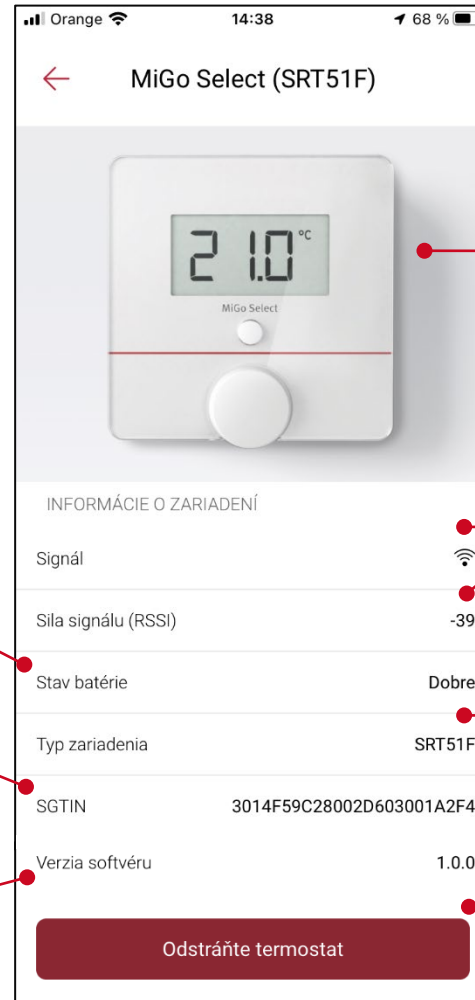 Orange 14:38 68 %
MiGo Select (SRT51F)
21.0 °C
MiGo Select
INFORMÁCIE O ZARIADENÍ
Signál
Sila signálu (RSSI) -39
Stav batérie Dobre
Typ zariadenia SRT51F
SGTIN 3014F59C28002D603001A2F4
Verzia softvéru 1.0.0
Odstráňte termostat